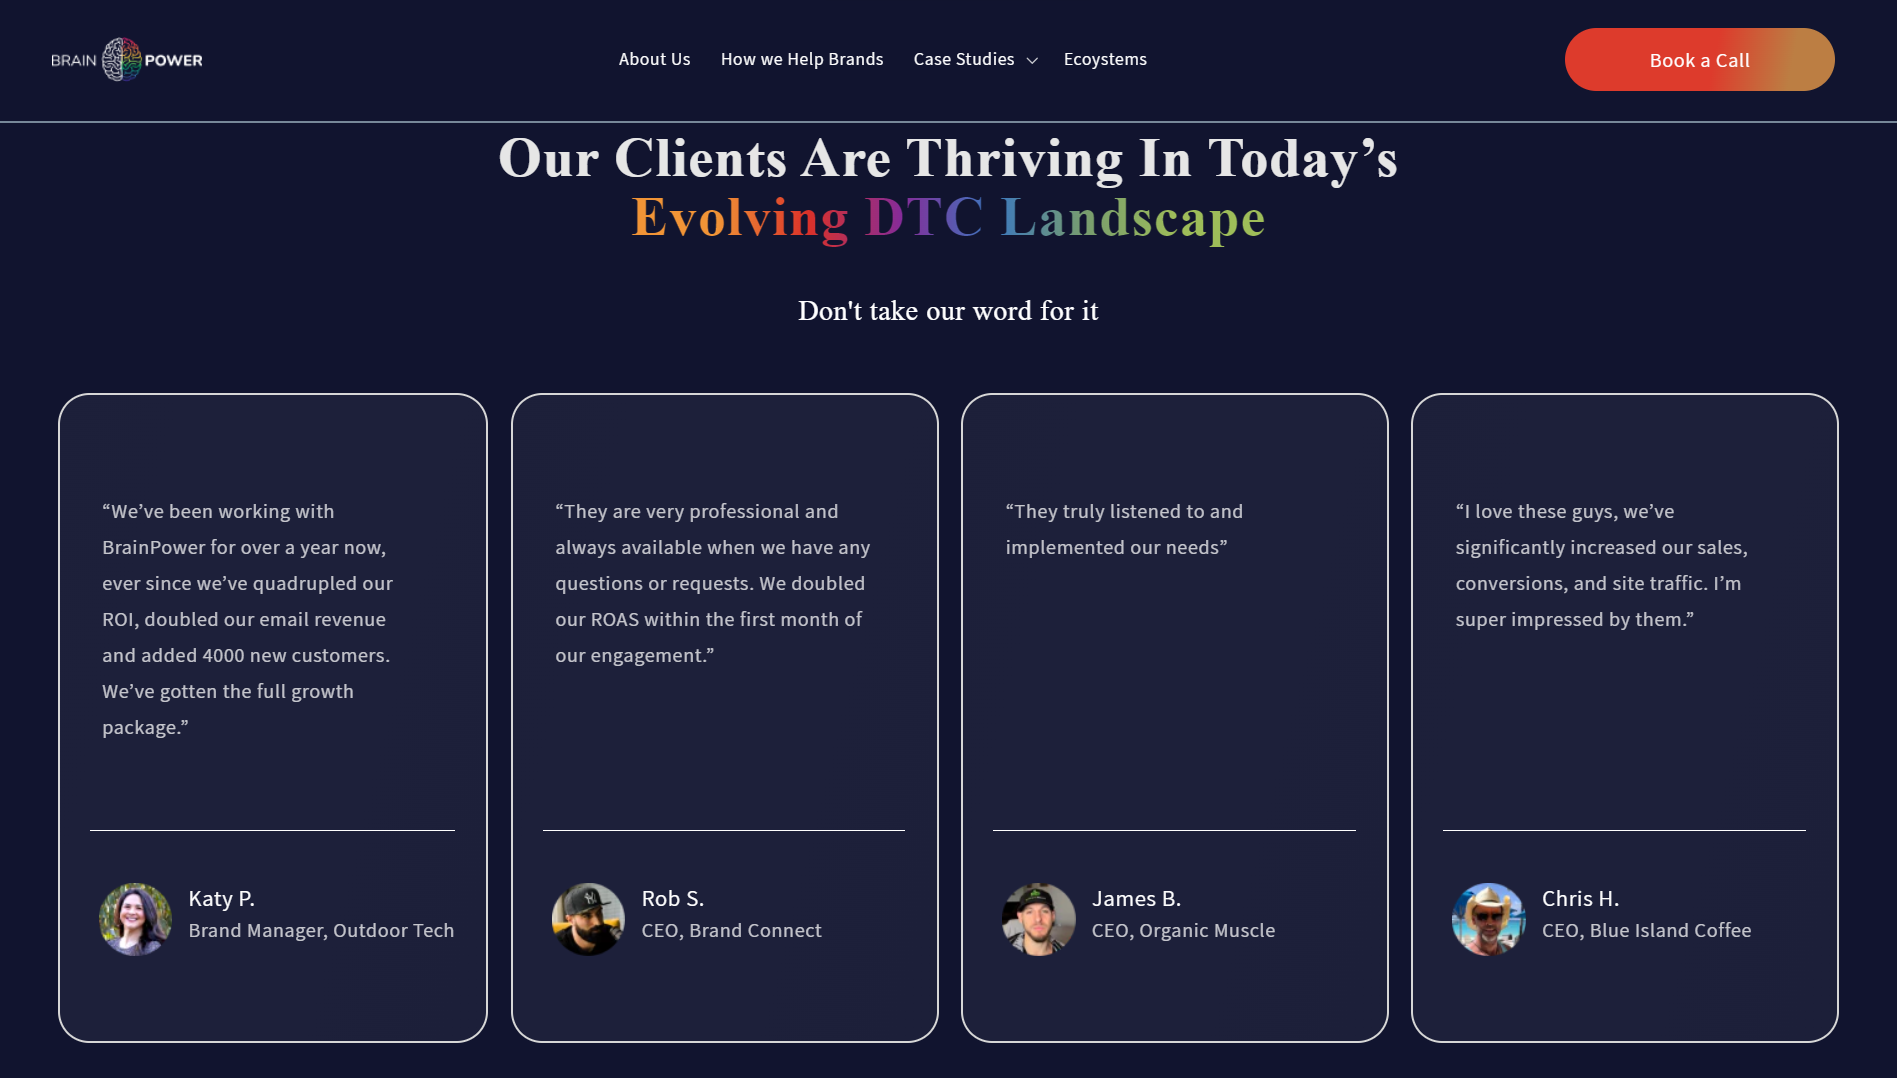 BRAIN POWER
About Us
How we Help Brands
Case Studies
Ecoystems
Book a Call
Our Clients Are Thriving In Today’s
Evolving DTC Landscape
Don't take our word for it
“We’ve been working with
BrainPower for over a year now,
ever since we’ve quadrupled our
ROI, doubled our email revenue
and added 4000 new customers.
We’ve gotten the full growth
package.”
Katy P.
Brand Manager, Outdoor Tech
“They are very professional and
always available when we have any
questions or requests. We doubled
our ROAS within the first month of
our engagement.”
Rob S.
CEO, Brand Connect
“They truly listened to and
implemented our needs”
James B.
CEO, Organic Muscle
“I love these guys, we’ve
significantly increased our sales,
conversions, and site traffic. I’m
super impressed by them.”
Chris H.
CEO, Blue Island Coffee